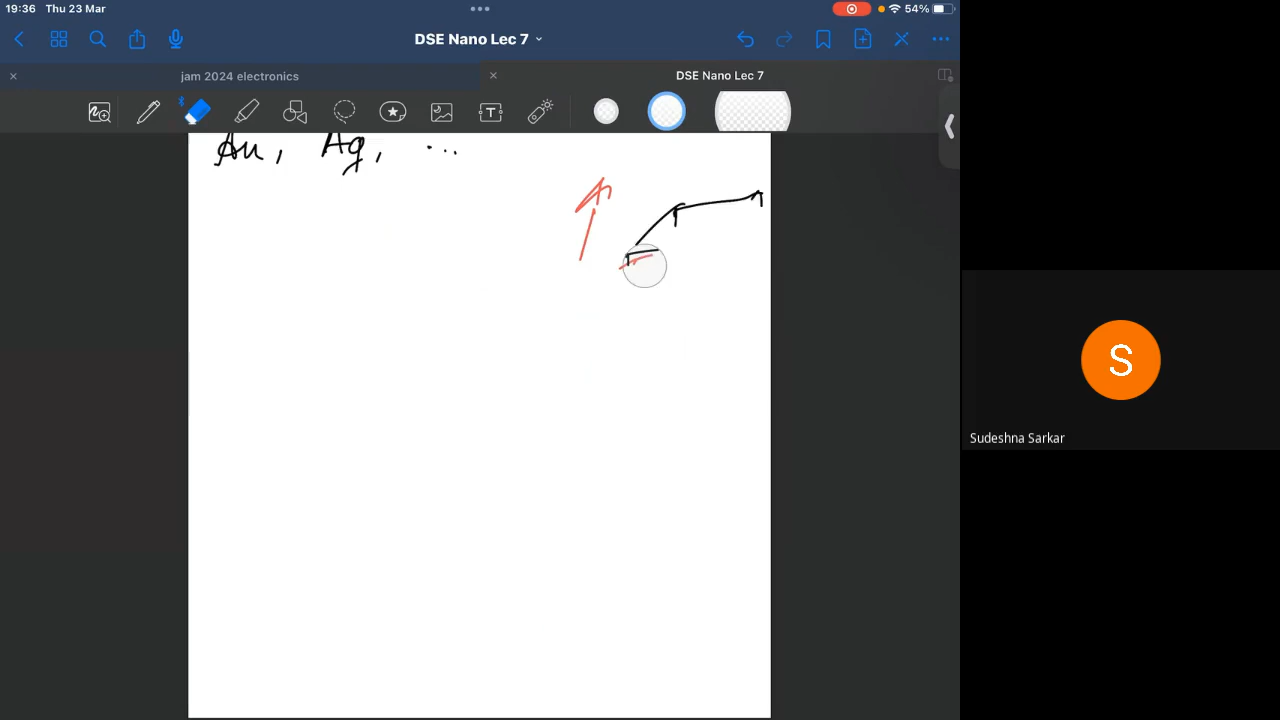 19:36 Thu 23 Mar
54%
DSE Nano Lec 7
jam 2024 electronics
DSE Nano Lec 7
T
Au, Ag, ...
S
Sudeshna Sarkar